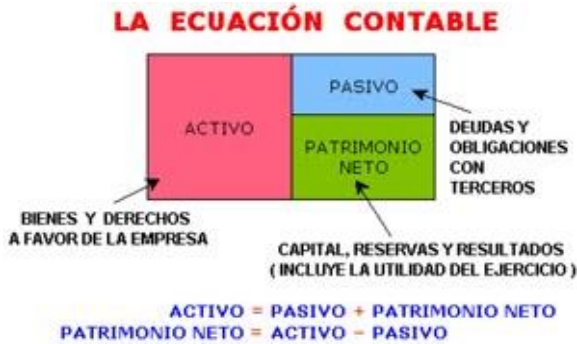 LA ECUACIÓN CONTABLE
ACTIVO
PASIVO
PATRIMONIO
NETO
DEUDAS Y
OBLIGACIONES
CON
TERCEROS
BIENES Y DERECHOS
A FAVOR DE LA EMPRESA
CAPITAL, RESERVAS Y RESULTADOS
( INCLUYE LA UTILIDAD DEL EJERCICIO )
ACTIVO = PASIVO + PATRIMONIO NETO
PATRIMONIO NETO = ACTIVO - PASIVO